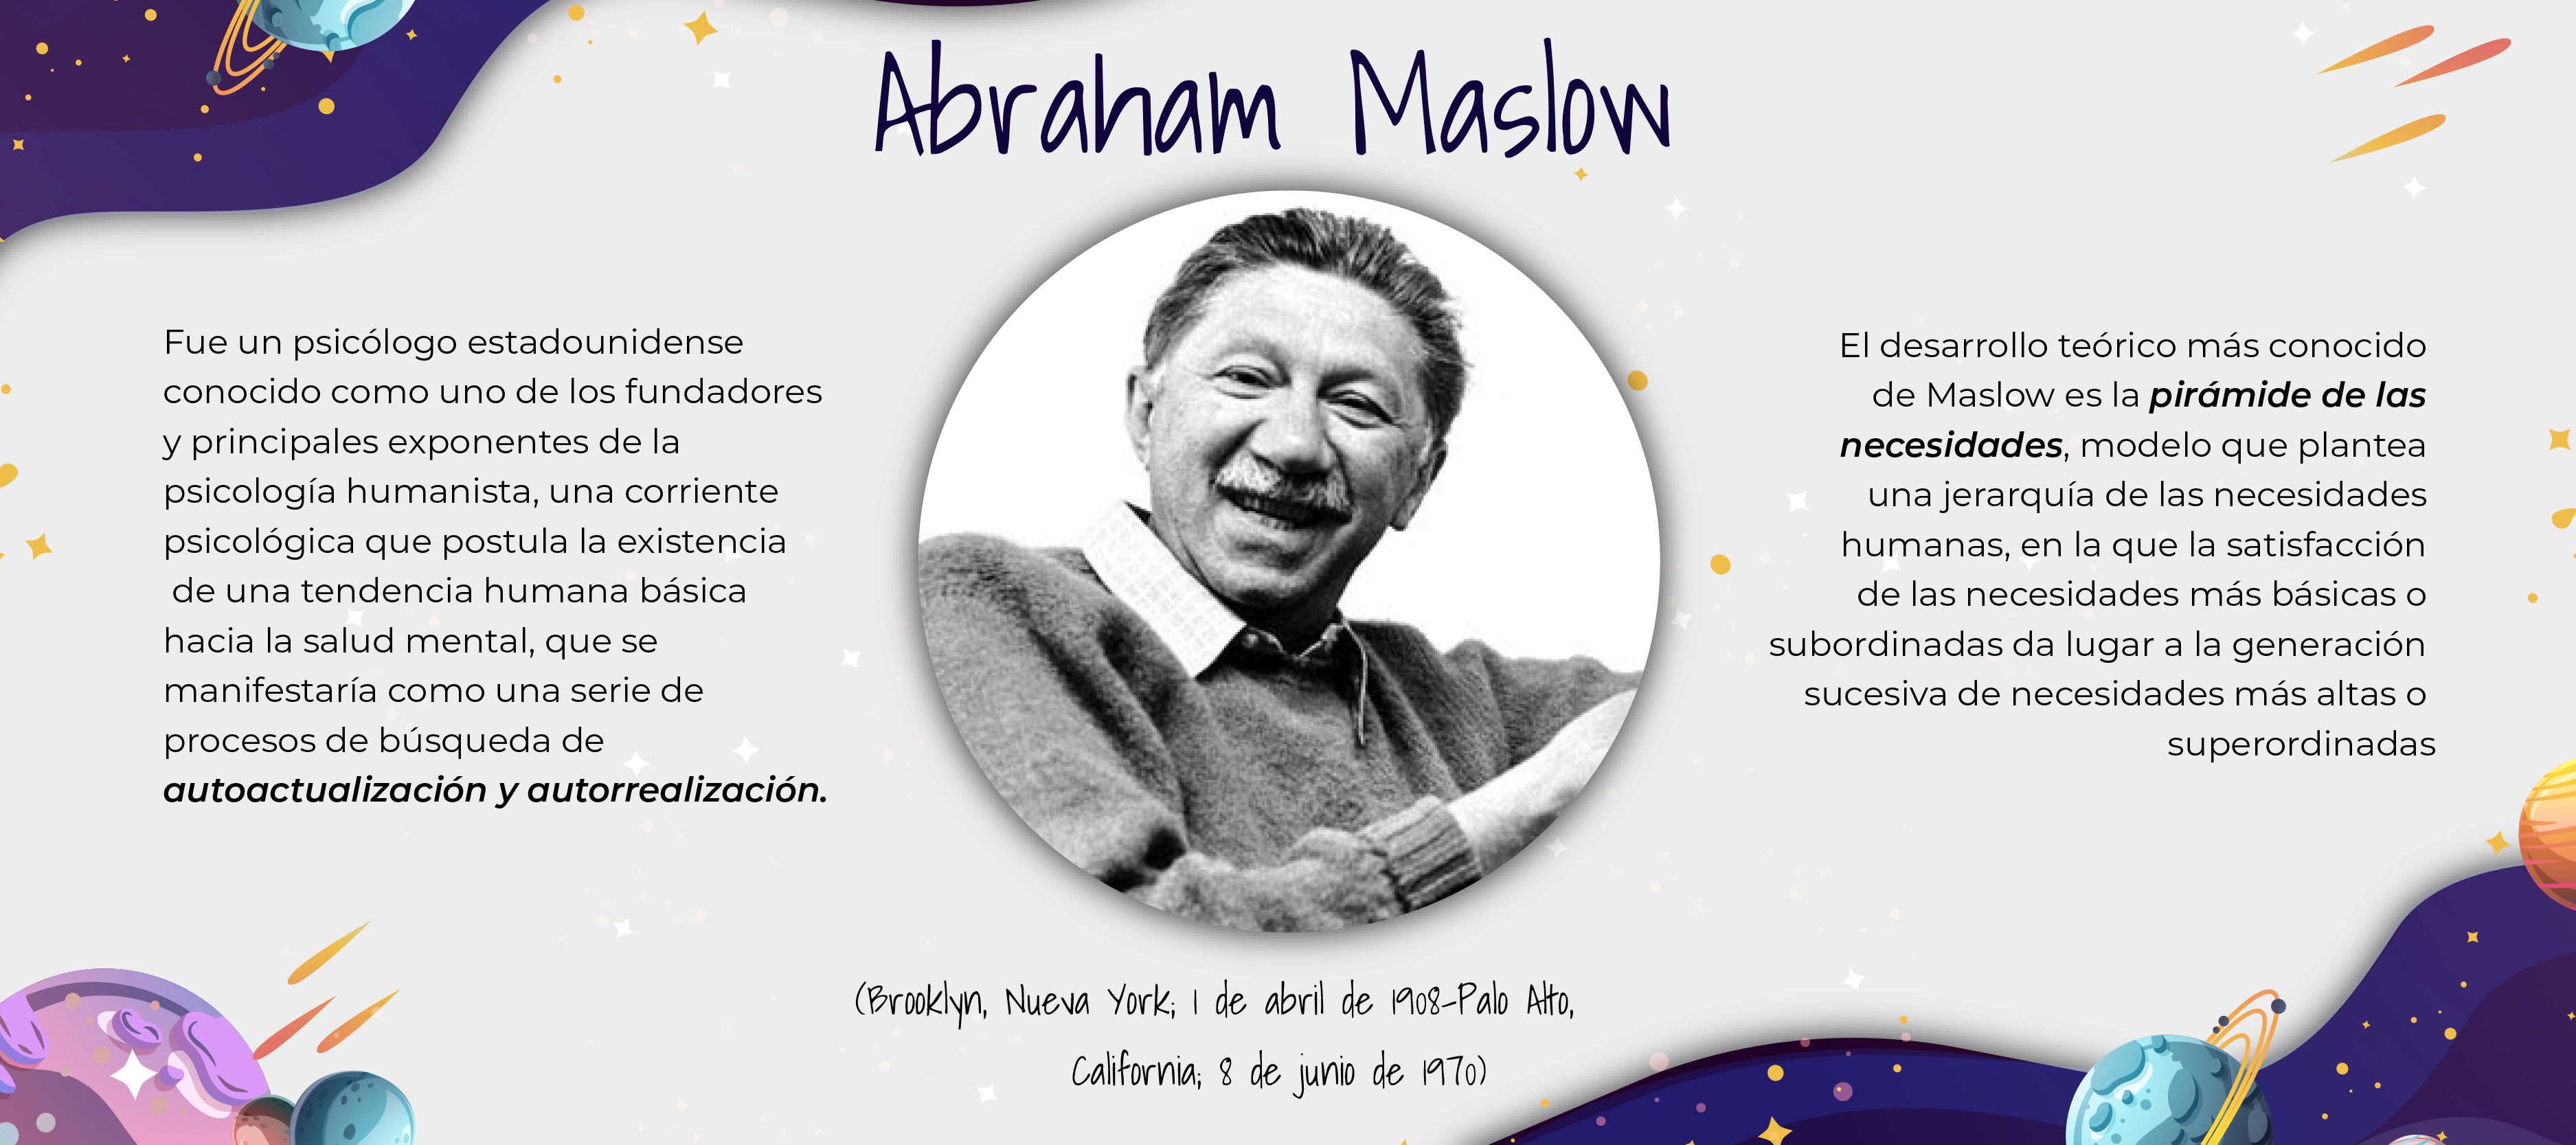 Abraham Maslow
Fue un psicólogo estadounidense
conocido como uno de los fundadores
y principales exponentes de la
psicología humanista, una corriente
psicológica que postula la existencia
de una tendencia humana básica
hacia la salud mental, que se
manifestaría como una serie de
procesos de búsqueda de
autoactualización y autorrealización.
El desarrollo teórico más conocido
de Maslow es la pirámide de las
necesidades, modelo que plantea
una jerarquía de las necesidades
humanas, en la que la satisfacción
de las necesidades más básicas o
subordinadas da lugar a la generación
sucesiva de necesidades más altas o
superordinadas
(Brooklyn, Nueva York; 1 de abril de 1908-Palo Alto,
California; 8 de junio de 1970)